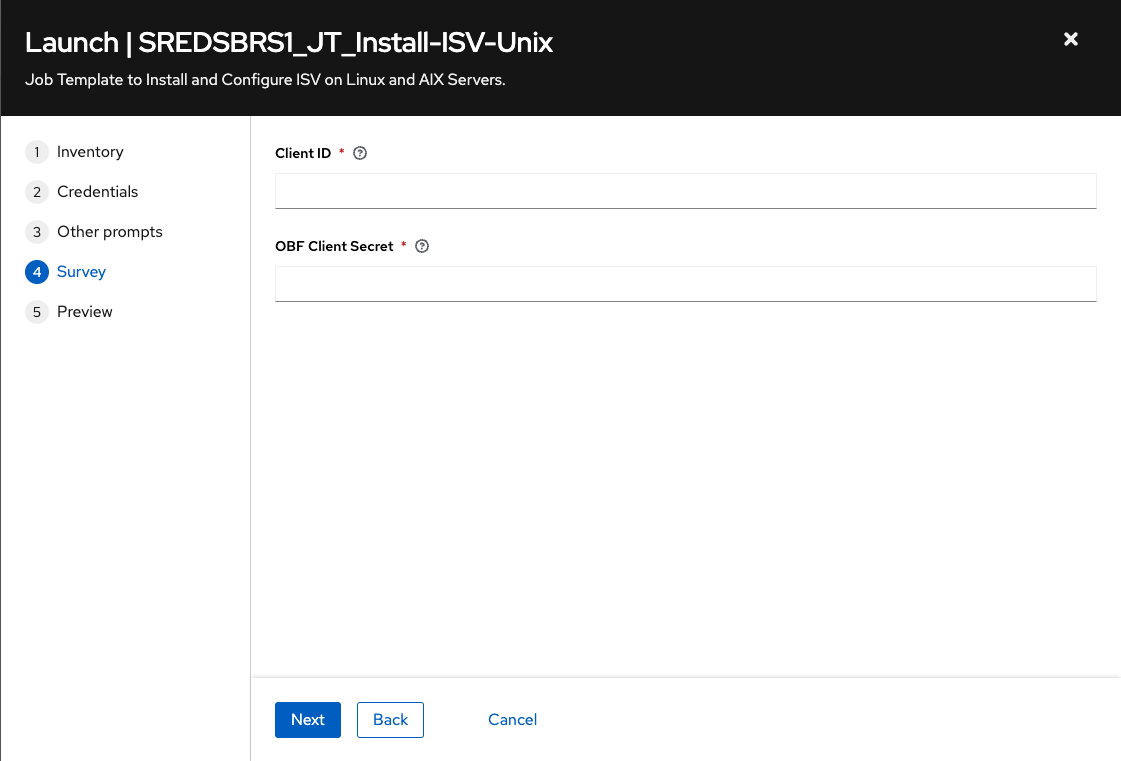 Launch | SREDSBRS1_JT_Install-ISV-Unix
Job Template to Install and Configure ISV on Linux and AIX Servers.
1 Inventory
2 Credentials
3 Other prompts
4 Survey
5 Preview
Client ID *
OBF Client Secret *
Next Back Cancel